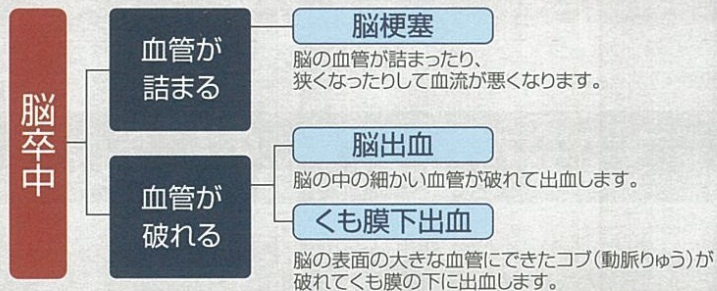 脳卒中
血管が
詰まる
脳梗塞
脳の血管が詰まったり、
狭くなったりして血流が悪くなります。
血管が
破れる
脳出血
脳の中の細かい血管が破れて出血します。
くも膜下出血
脳の表面の大きな血管にできたコブ(動脈りゅう)が
破れてくも膜の下に出血します。